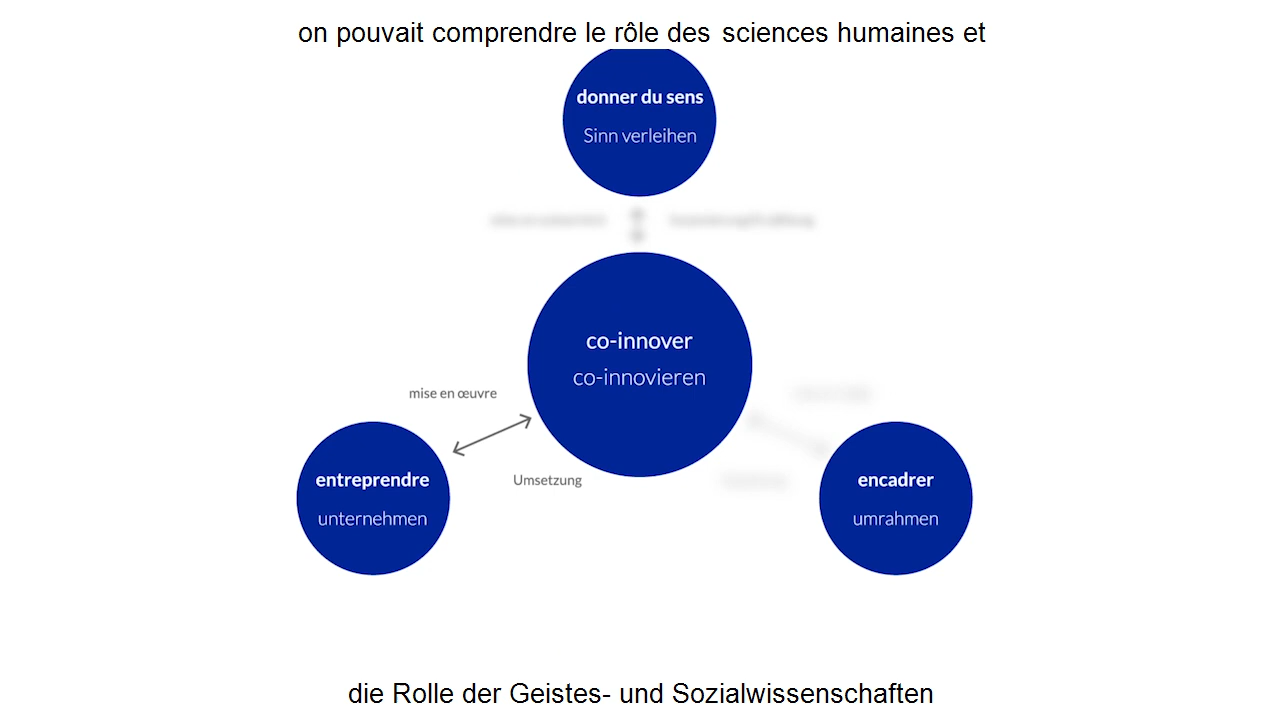 on pouvait comprendre le rôle des sciences humaines et
donner du sens
Sinn verleihen
co-innover
co-innovieren
mise en œuvre
Umsetzung
entreprendre
unternehmen
encadrer
umrahmen
die Rolle der Geistes- und Sozialwissenschaften